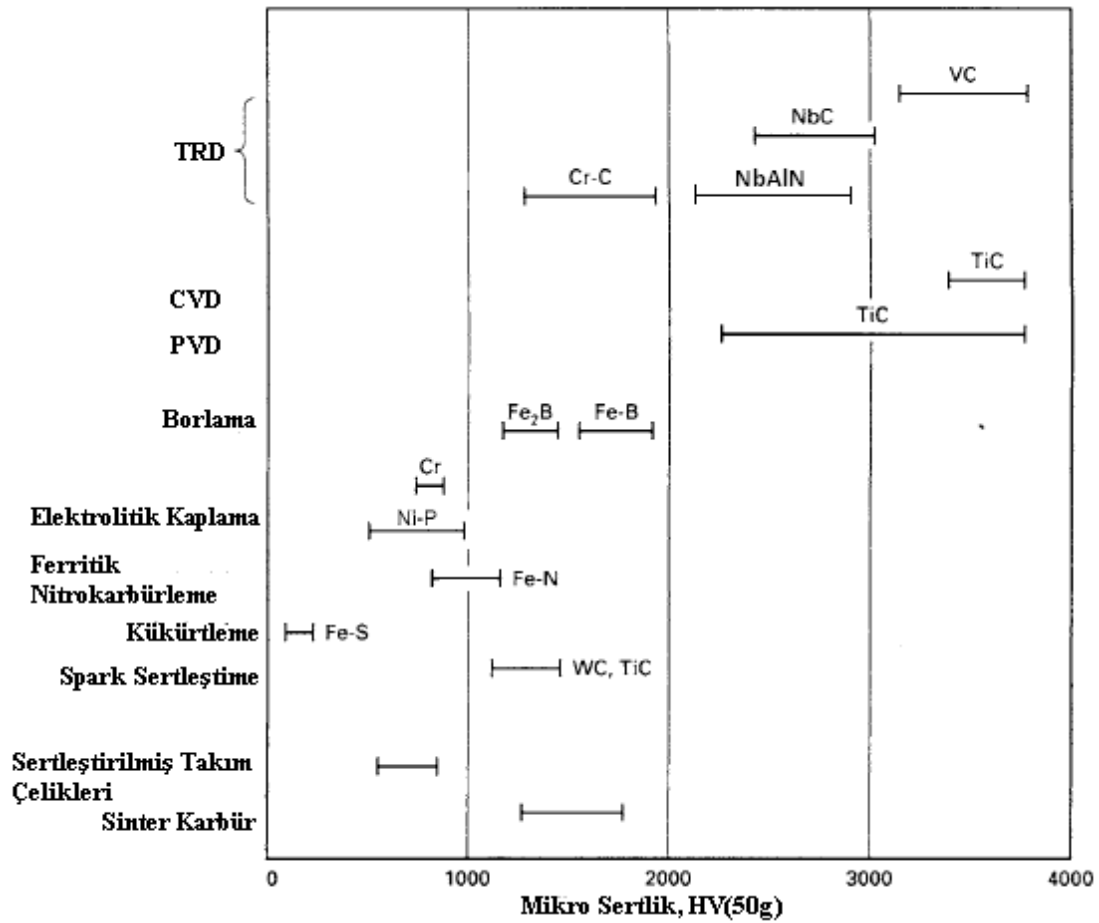 VC
NbC
TRD
Cr-C
NbAlN
TiC
CVD
TiC
PVD
Borlama
Fe₂B
Fe-B
Cr
Elektrolitik Kaplama
Ni-P
Ferritik
Nitrokarbürleme
Fe-N
Kükürtleme
Fe-S
Spark Sertleştime
WC, TiC
Sertleştirilmiş Takım
Çelikleri
Sinter Karbür
0 1000 2000 3000 4000
Mikro Sertlik, HV(50g)